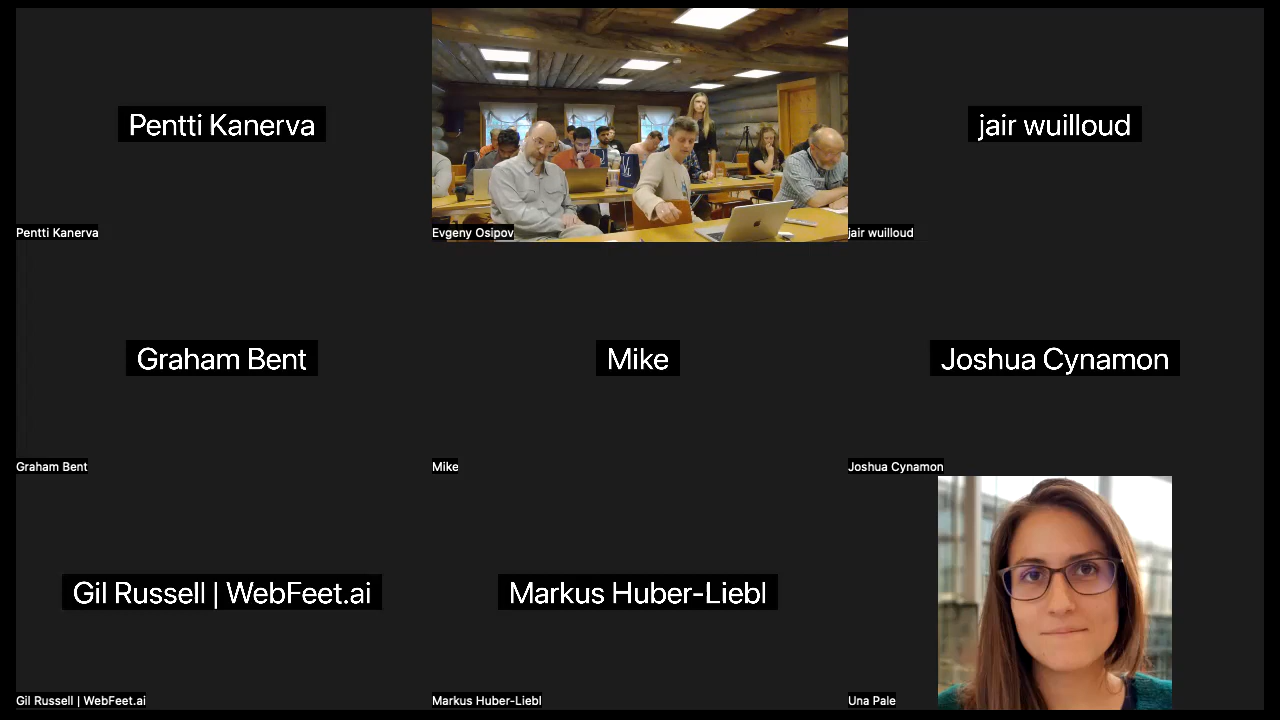 Pentti Kanerva
jair wuilloud
Pentti Kanerva
Evgeny Osipov
jair wuilloud
Graham Bent
Mike
Joshua Cynamon
Graham Bent
Mike
Joshua Cynamon
Gil Russell | WebFeet.ai
Markus Huber-Liebl
Gil Russell | WebFeet.ai
Markus Huber-Liebl
Una Pale